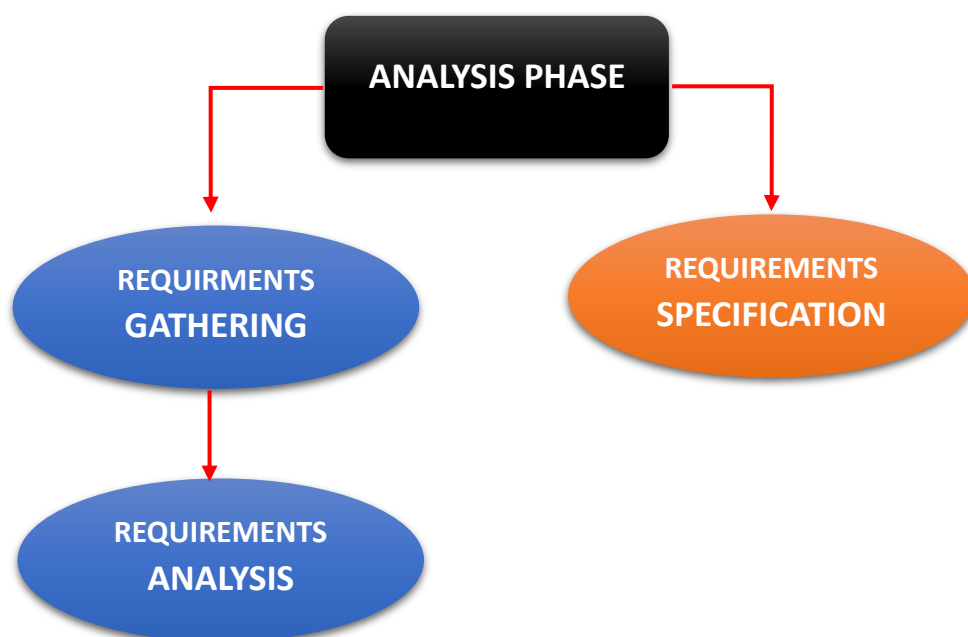 ANALYSIS PHASE
REQUIRMENTS
GATHERING
REQUIREMENTS
SPECIFICATION
REQUIREMENTS
ANALYSIS